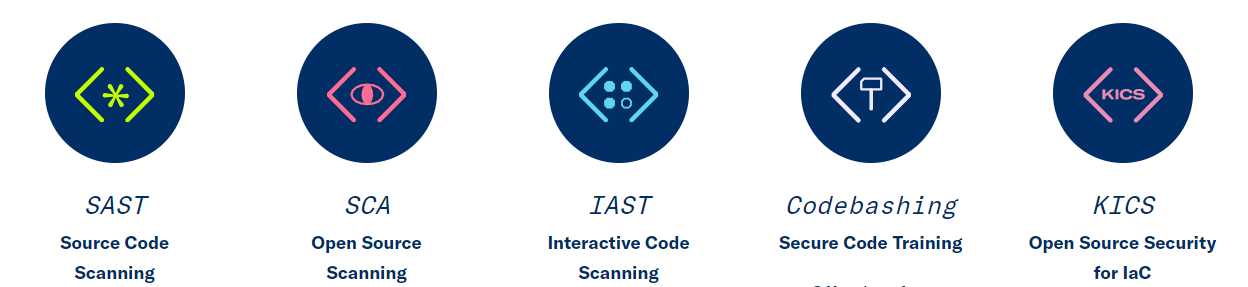 KICS
SAST
Source Code
Scanning
SCA
Open Source
Scanning
IAST
Interactive Code
Scanning
Codebashing
Secure Code Training
KICS
Open Source Security
for IaC